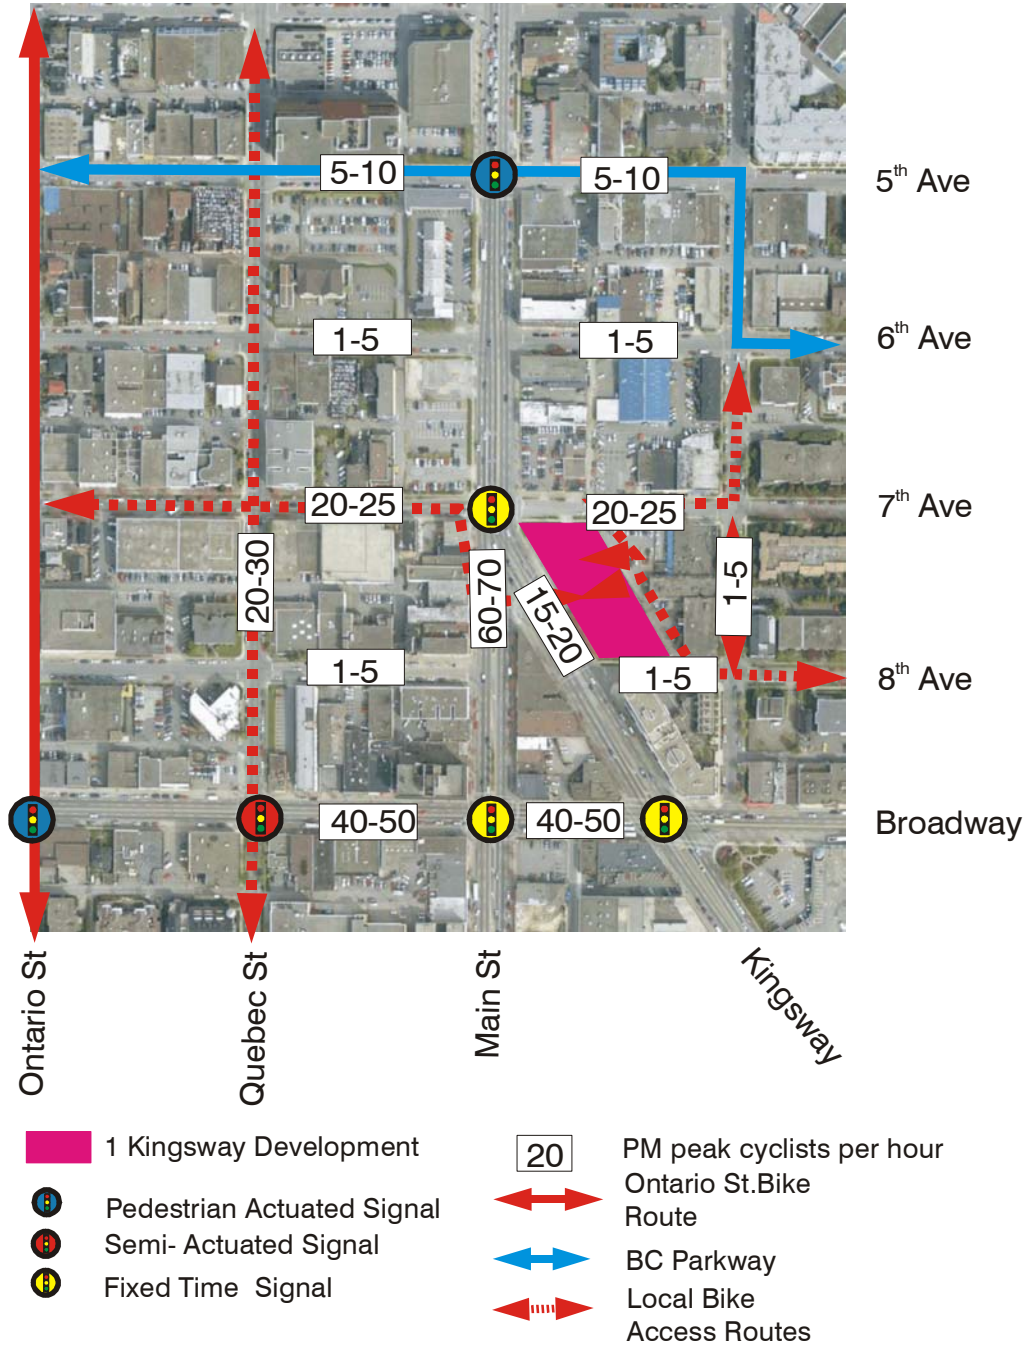 5-10
5-10
5th Ave
1-5
1-5
6th Ave
20-25
20-25
7th Ave
20-30
60-70
15-20
1-5
1-5
1-5
8th Ave
40-50
40-50
Broadway
Ontario St
Quebec St
Main St
Kingsway
1 Kingsway Development
Pedestrian Actuated Signal
Semi- Actuated Signal
Fixed Time Signal
20
PM peak cyclists per hour
Ontario St.Bike
Route
BC Parkway
Local Bike
Access Routes